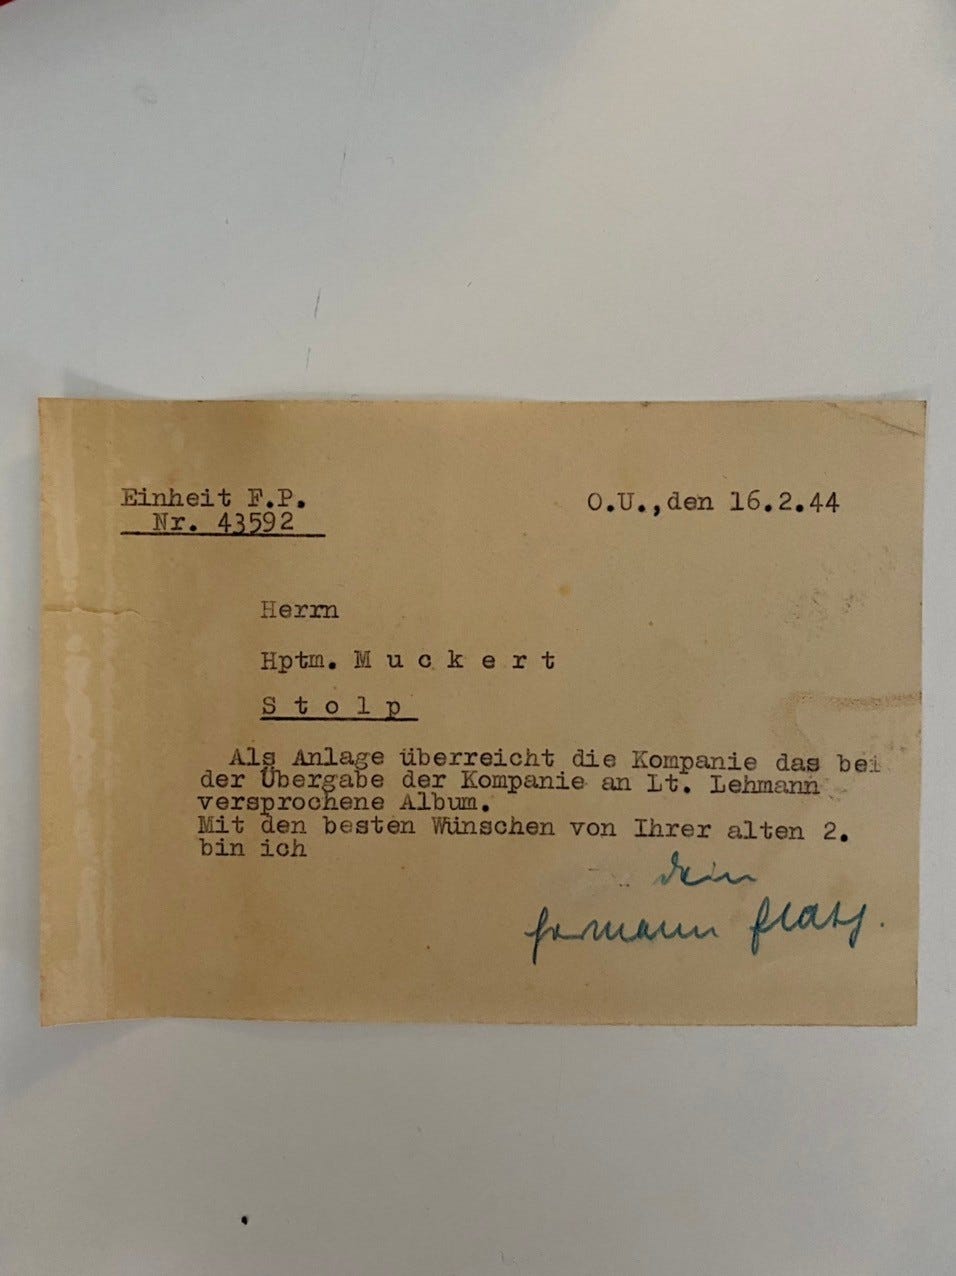 Einheit F.P.
Nr. 43592
O.U.,den 16.2.44
Herrn
Hptm. M u c k e r t
S t o l p
Als Anlage überreicht die Kompanie das bei
der Übergabe der Kompanie an Lt. Lehmann
versprochene Album.
Mit den besten Wünschen von Ihrer alten 2.
bin ich
dein
Hermann